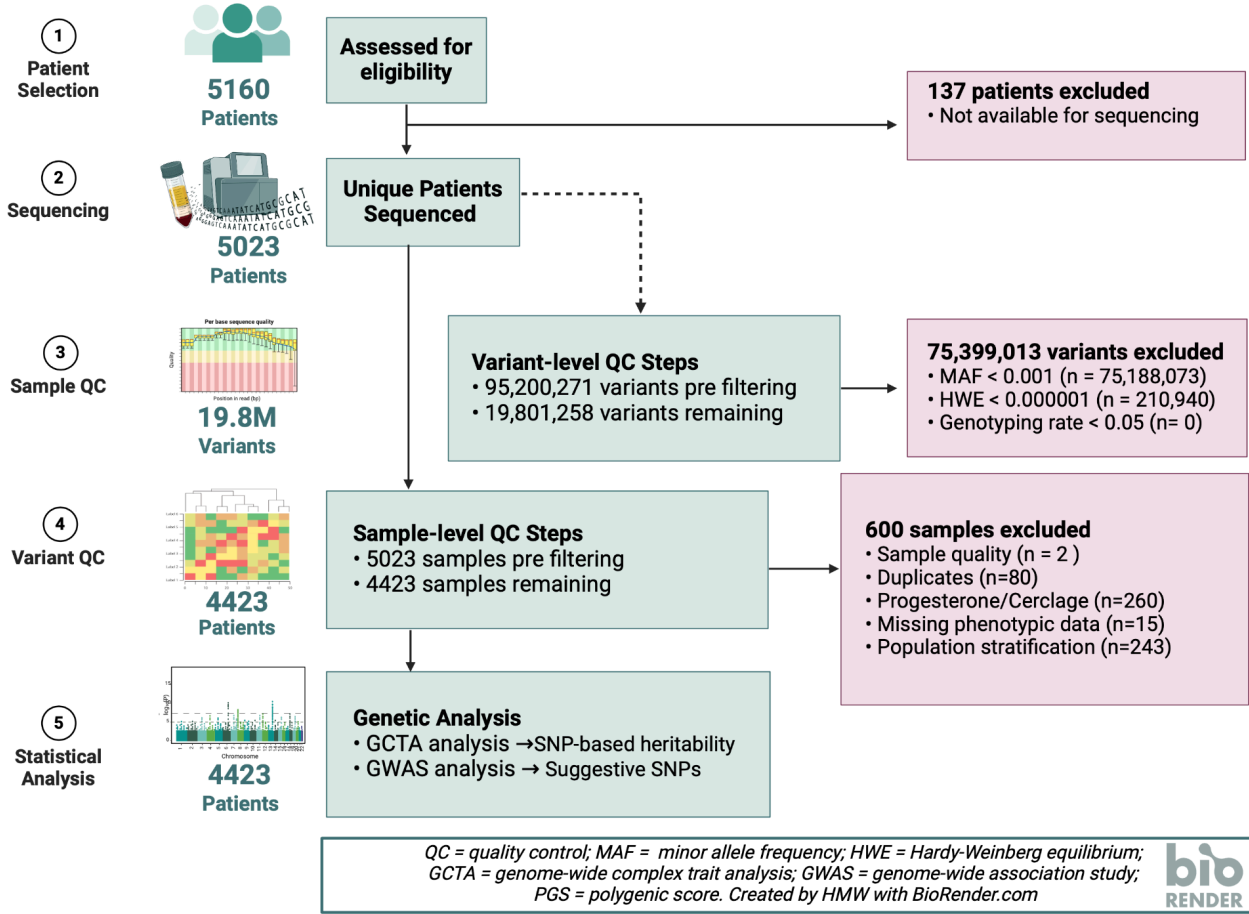 1
Patient
Selection
5160
Patients
Assessed for
eligibility
137 patients excluded
• Not available for sequencing
2
Sequencing
5023
Patients
Unique Patients
Sequenced
3
Sample QC
Per base sequence quality
Quality
Position in read (bp)
19.8M
Variants
Variant-level QC Steps
• 95,200,271 variants pre filtering
• 19,801,258 variants remaining
75,399,013 variants excluded
• MAF < 0.001 (n = 75,188,073)
• HWE < 0.000001 (n = 210,940)
• Genotyping rate < 0.05 (n= 0)
4
Variant QC
4423
Patients
Sample-level QC Steps
• 5023 samples pre filtering
• 4423 samples remaining
600 samples excluded
• Sample quality (n = 2 )
• Duplicates (n=80)
• Progesterone/Cerclage (n=260)
• Missing phenotypic data (n=15)
• Population stratification (n=243)
5
Statistical
Analysis
Chromosome
4423
Patients
Genetic Analysis
• GCTA analysis →SNP-based heritability
• GWAS analysis → Suggestive SNPs
QC = quality control; MAF = minor allele frequency; HWE = Hardy-Weinberg equilibrium;
GCTA = genome-wide complex trait analysis; GWAS = genome-wide association study;
PGS = polygenic score. Created by HMW with BioRender.com
bio
RENDER